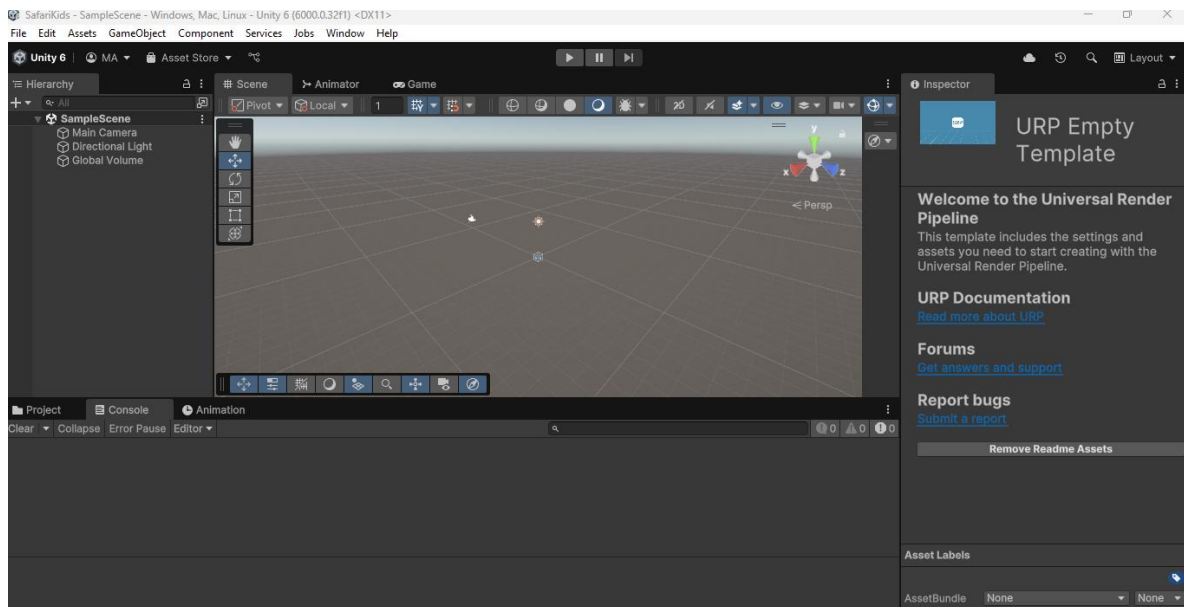 SafariKids - SampleScene - Windows, Mac, Linux - Unity 6 (6000.0.32f1) <DX11>
File Edit Assets GameObject Component Services Jobs Window Help
Unity 6 MA Asset Store Layout
Hierarchy
All
SampleScene
Main Camera
Directional Light
Global Volume
Scene Animator Game
Pivot Local 1 2D
y
x z
Persp
Inspector
URP
URP Empty
Template
Welcome to the Universal Render
Pipeline
This template includes the settings and
assets you need to start creating with the
Universal Render Pipeline.
URP Documentation
Read more about URP
Forums
Get answers and support
Report bugs
Submit a report
Remove Readme Assets
Asset Labels
AssetBundle None None
Project Console Animation
Clear Collapse Error Pause Editor 0 0 0